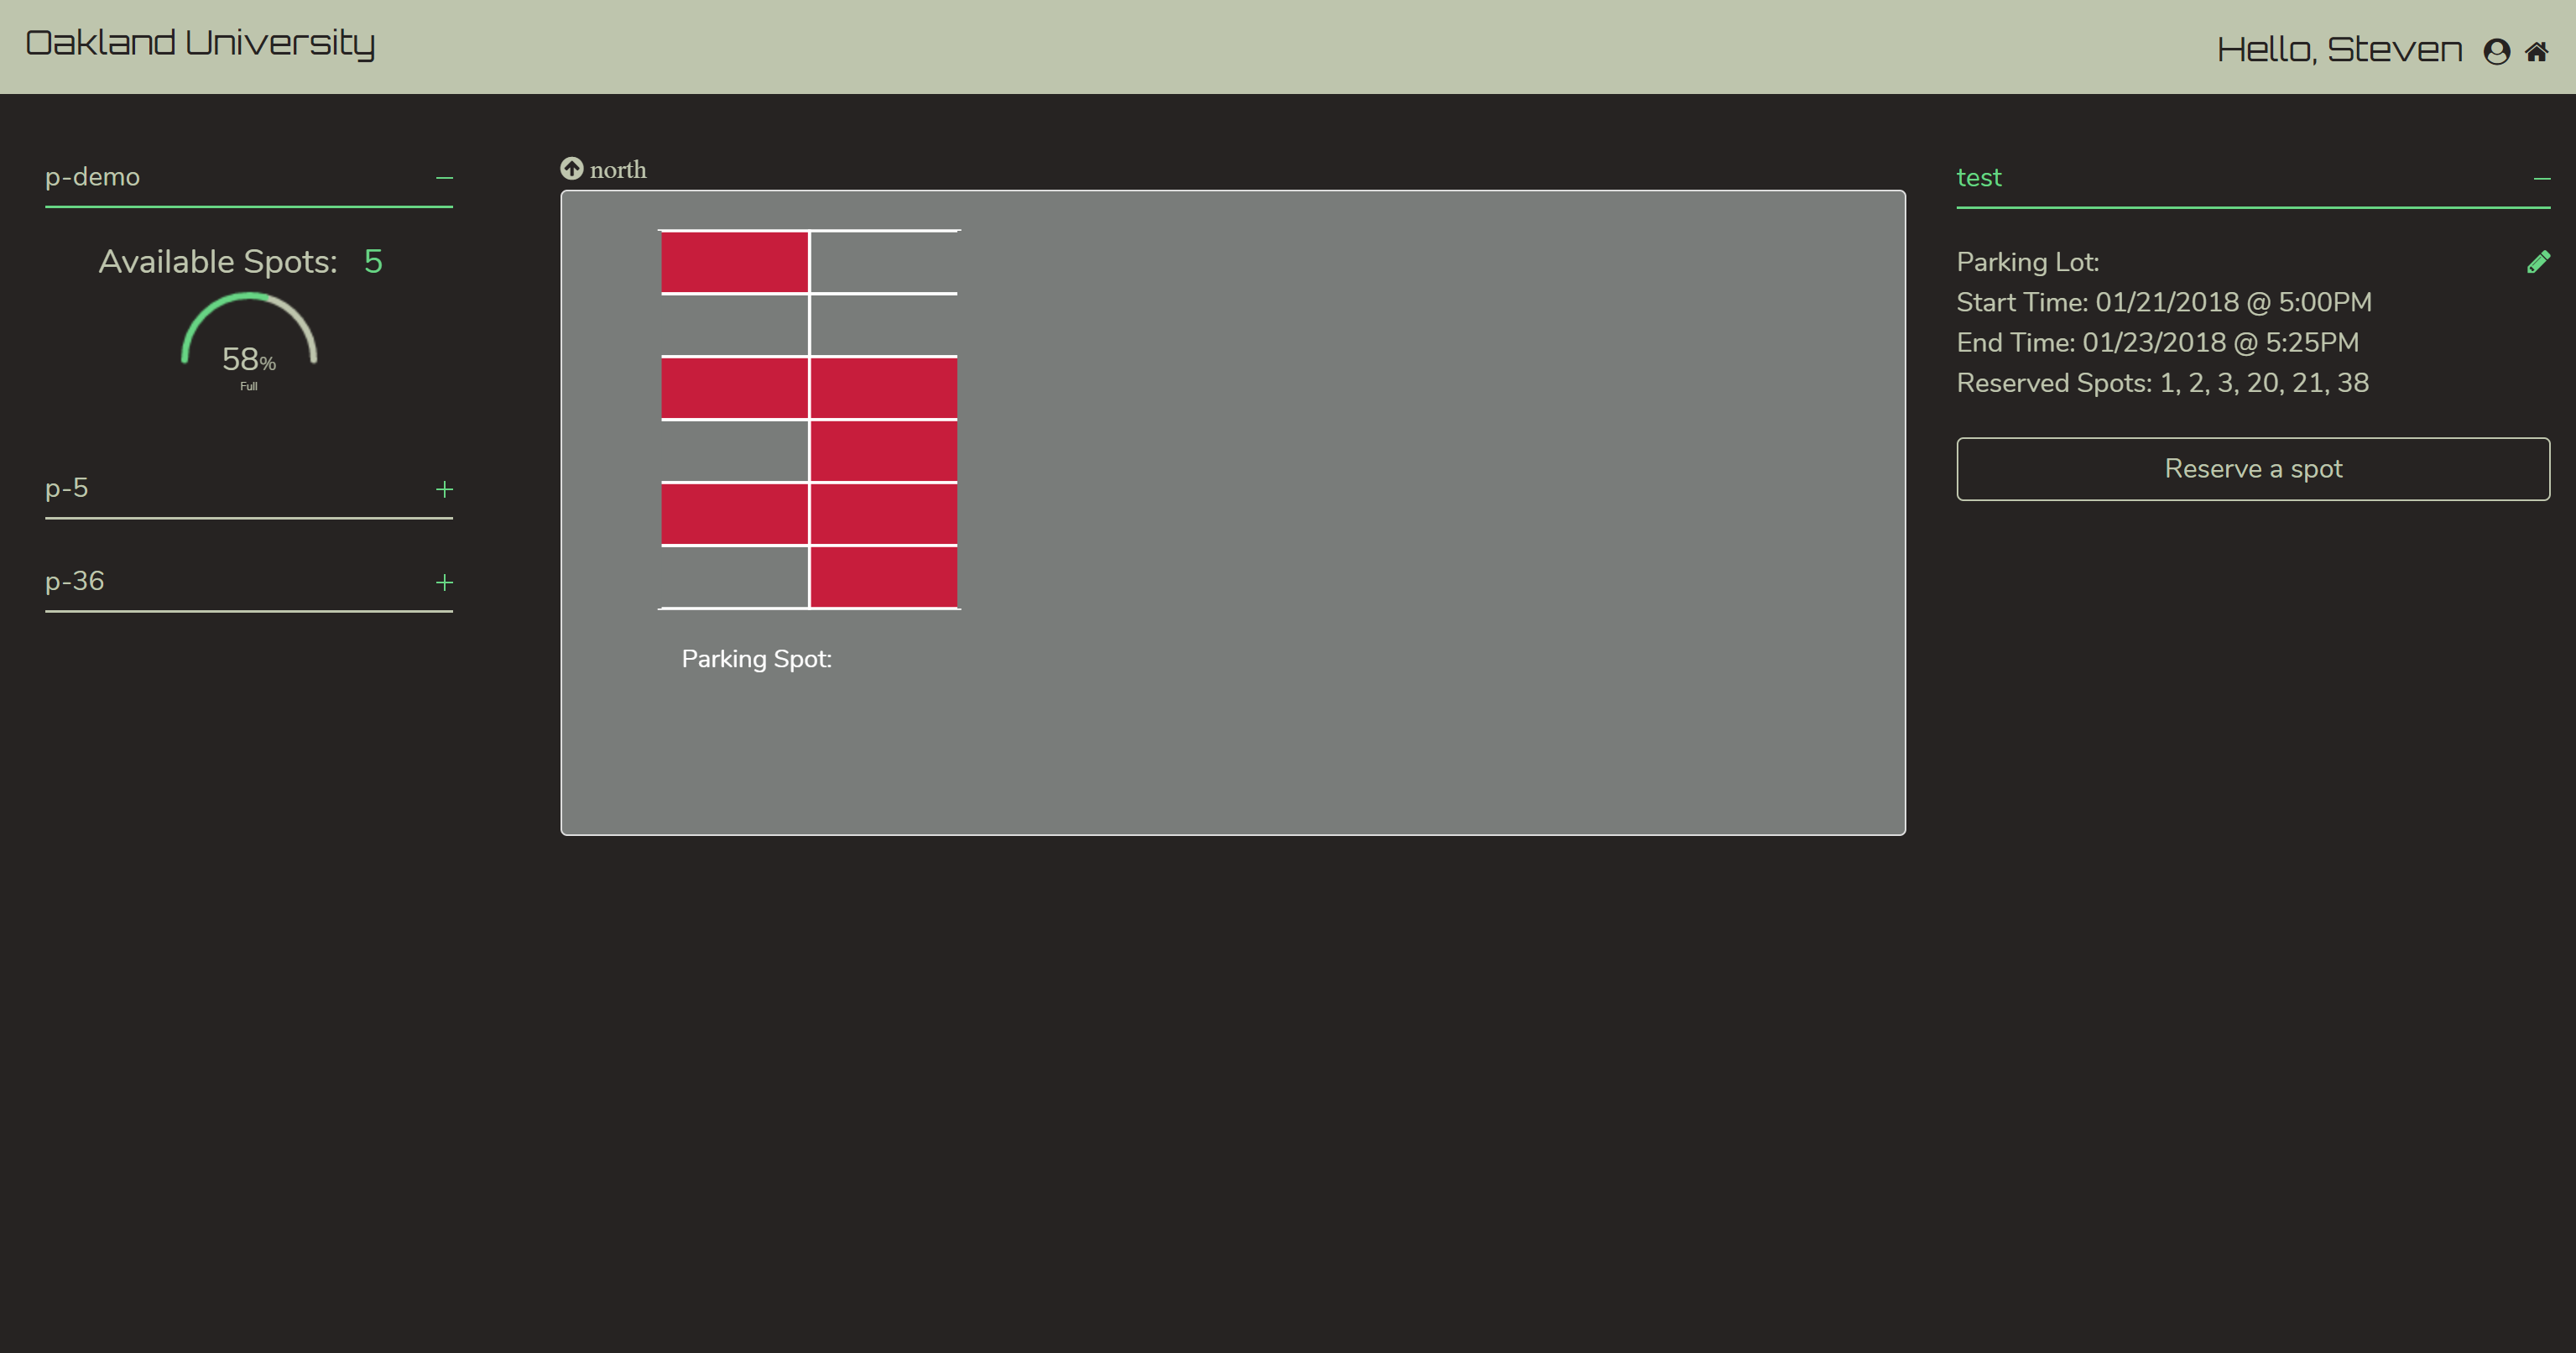 Oakland University
Hello, Steven
p-demo
Available Spots: 5
58%
Full
p-5
p-36
north
Parking Spot:
test
Parking Lot:
Start Time: 01/21/2018 @ 5:00PM
End Time: 01/23/2018 @ 5:25PM
Reserved Spots: 1, 2, 3, 20, 21, 38
Reserve a spot